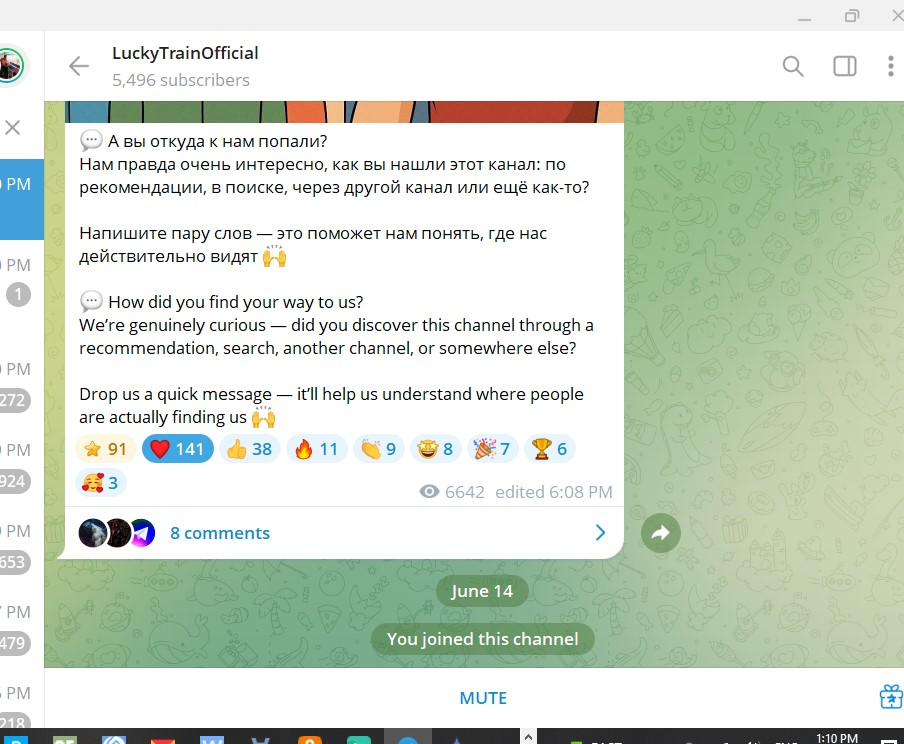 LuckyTrainOfficial
5,496 subscribers
PM
💬 А вы откуда к нам попали?
Нам правда очень интересно, как вы нашли этот канал: по
рекомендации, в поиске, через другой канал или ещё как-то?
Напишите пару слов — это поможет нам понять, где нас
действительно видят 🙌
💬 How did you find your way to us?
We’re genuinely curious — did you discover this channel through a
recommendation, search, another channel, or somewhere else?
Drop us a quick message — it’ll help us understand where people
are actually finding us 🙌
⭐ 91 ❤️ 141 👍 38 🔥 11 👏 9 🤩 8 🎉 7 🏆 6
🥰 3
6642 edited 6:08 PM
8 comments
June 14
You joined this channel
MUTE
PM
1
PM
272
PM
924
PM
653
PM
479
PM
218
1:10 PM